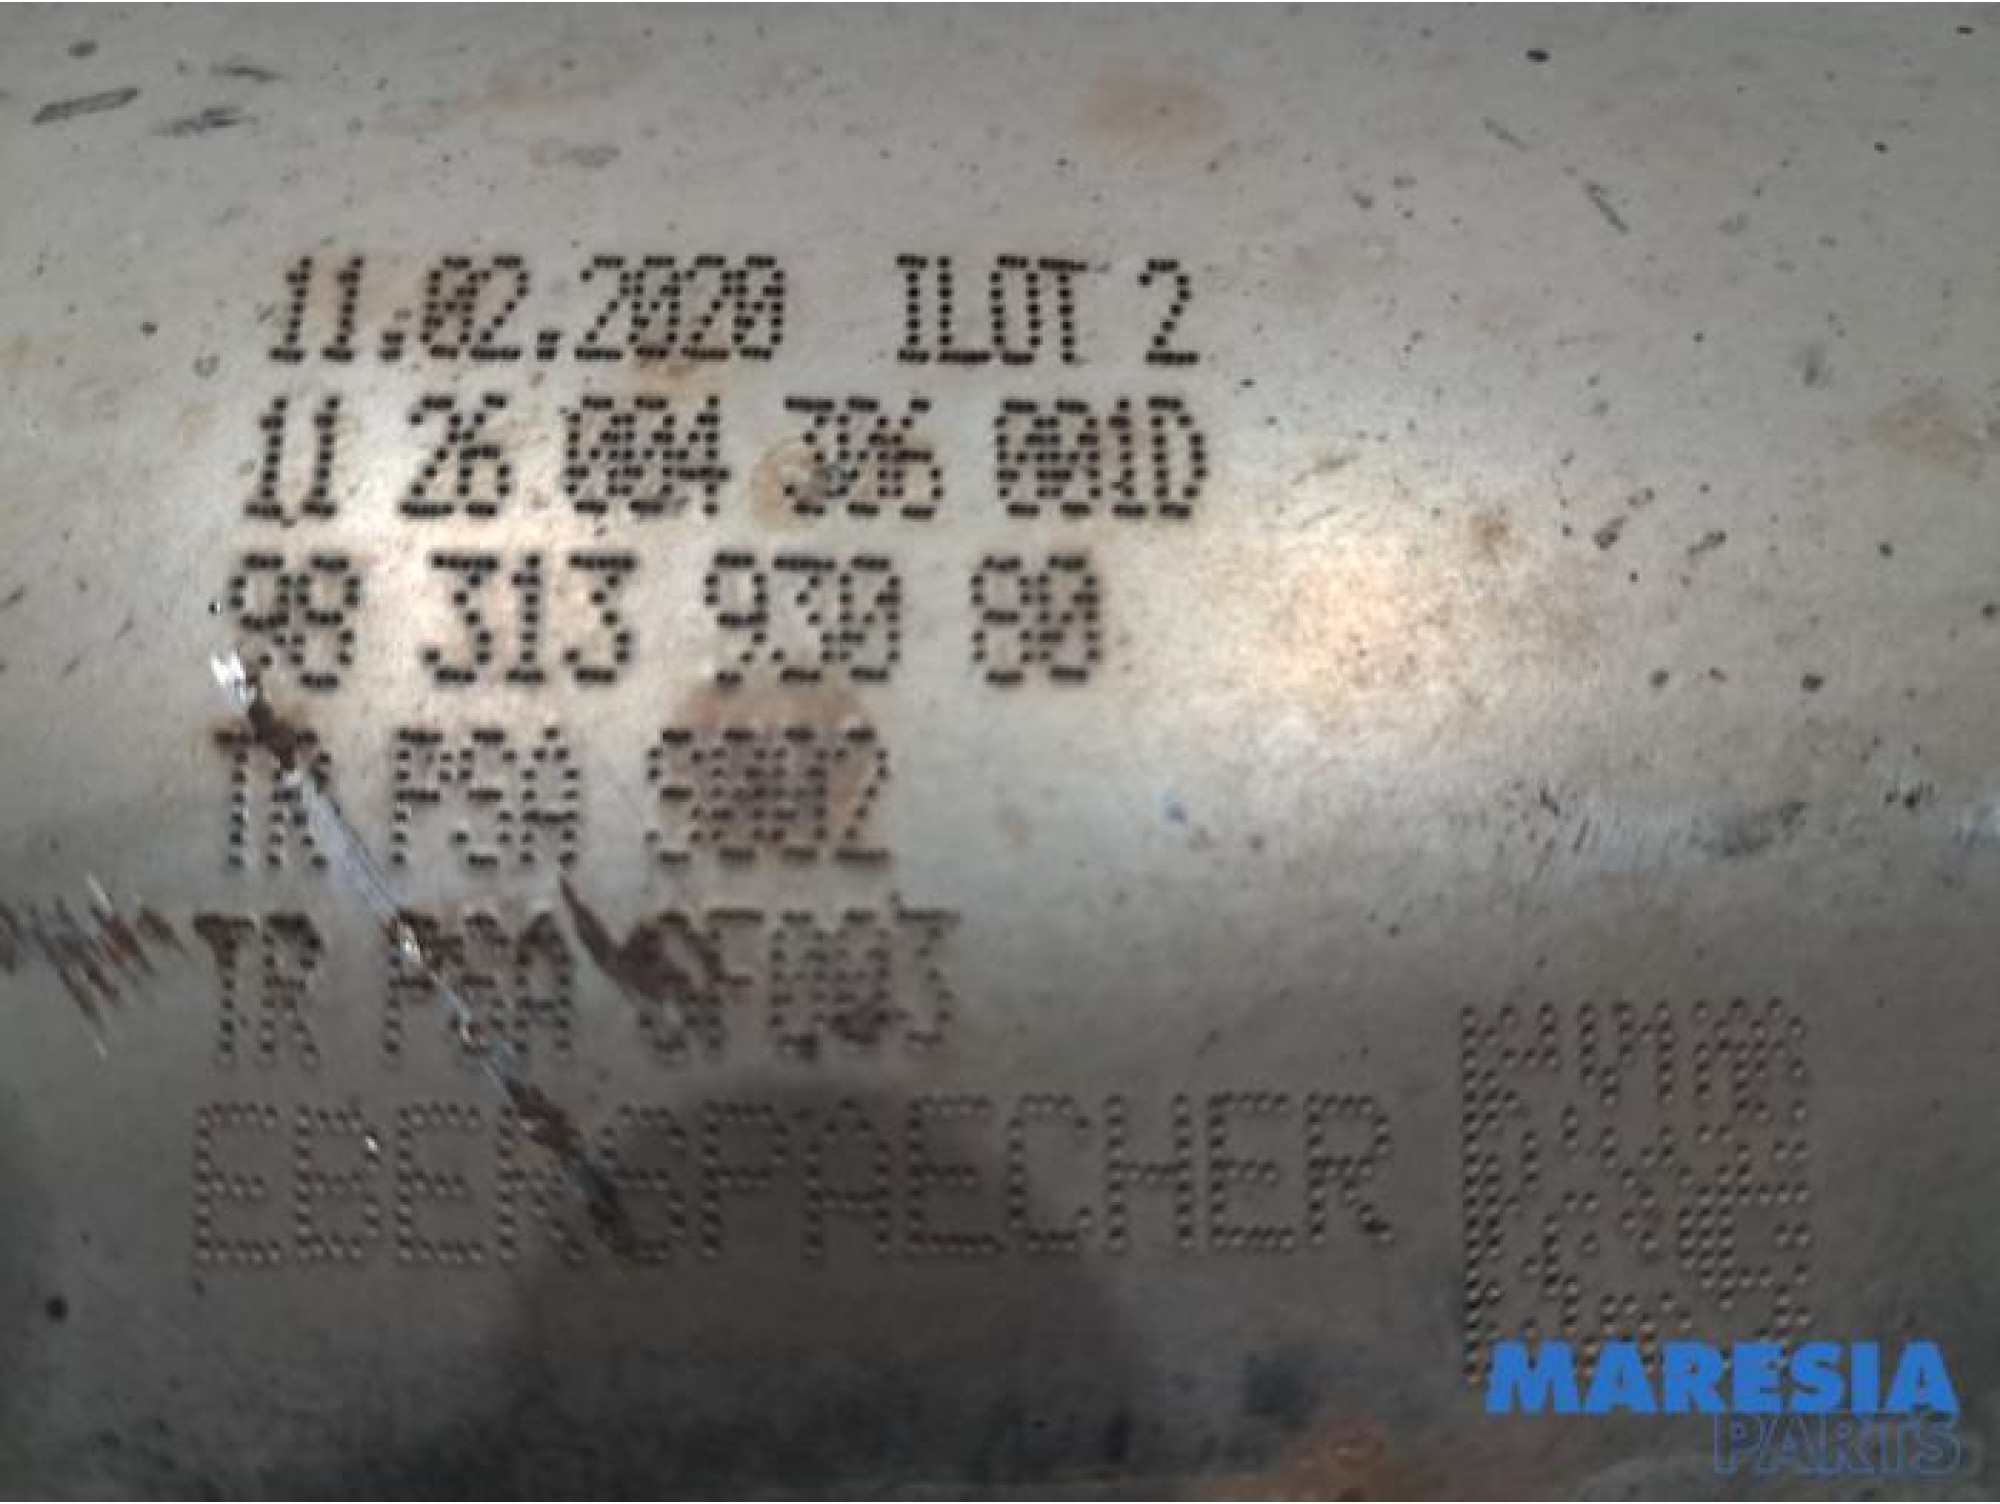 11.02.2020 ILOT 2
11 26 004 306 001D
98 313 930 80
TR PSA
TR PSA
EBERSPAECHER
MARESIA
PARTS